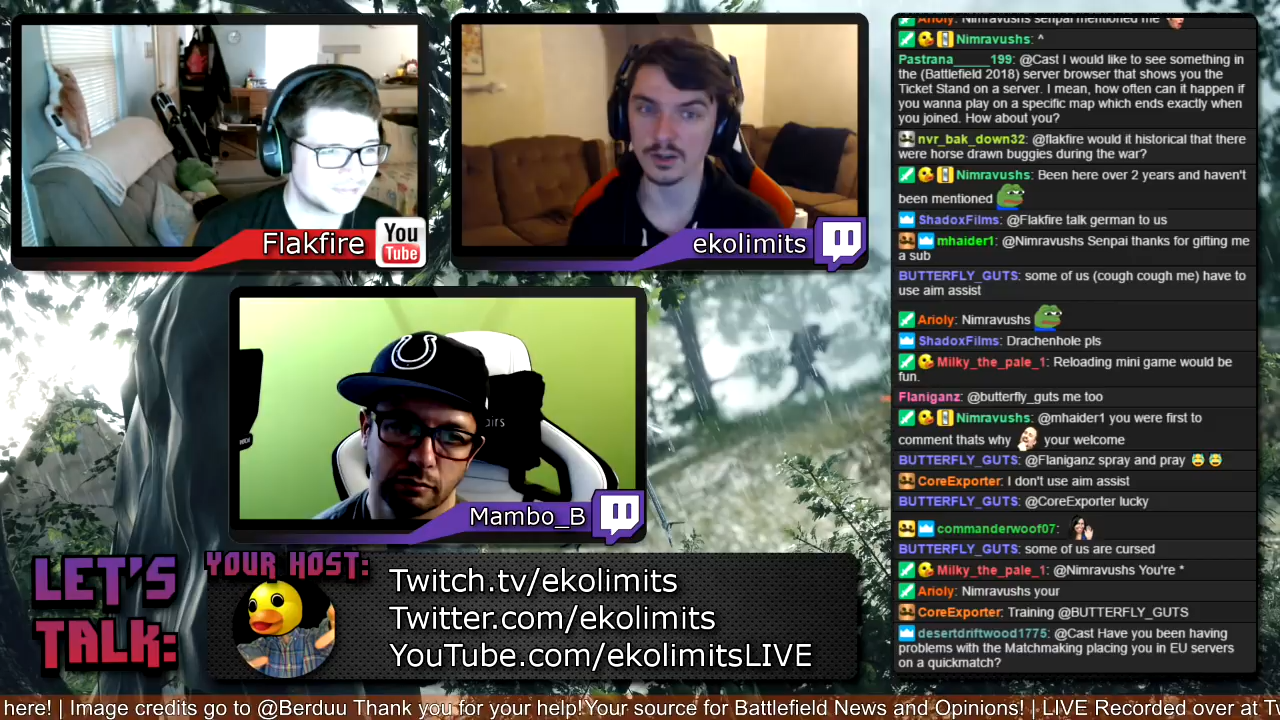 Flakfire
You
Tube
ekolimits
airs
Mambo_B
LET'S
TALK:
YOUR HOST:
Twitch.tv/ekolimits
Twitter.com/ekolimits
YouTube.com/ekolimitsLIVE
Arioly: Nimravushs senpai mentioned me
Nimravushs: ^
Pastrana_____199: @Cast I would like to see something in
the (Battlefield 2018) server browser that shows you the
Ticket Stand on a server. I mean, how often can it happen if
you wanna play on a specific map which ends exactly when
you joined. How about you?
nvr_bak_down32: @flakfire would it historical that there
were horse drawn buggies during the war?
Nimravushs: Been here over 2 years and haven't
been mentioned
ShadoxFilms: @Flakfire talk german to us
mhaider1: @Nimravushs Senpai thanks for gifting me
a sub
BUTTERFLY_GUTS: some of us (cough cough me) have to
use aim assist
Arioly: Nimravushs
ShadoxFilms: Drachenhole pls
Milky_the_pale_1: Reloading mini game would be
fun.
Flaniganz: @butterfly_guts me too
Nimravushs: @mhaider1 you were first to
comment thats why your welcome
BUTTERFLY_GUTS: @Flaniganz spray and pray
CoreExporter: I don't use aim assist
BUTTERFLY_GUTS: @CoreExporter lucky
commanderwoof07:
BUTTERFLY_GUTS: some of us are cursed
Milky_the_pale_1: @Nimravushs You're *
Arioly: Nimravushs your
CoreExporter: Training @BUTTERFLY_GUTS
desertdriftwood1775: @Cast Have you been having
problems with the Matchmaking placing you in EU servers
on a quickmatch?
here! | Image credits go to @Berduu Thank you for your help!Your source for Battlefield News and Opinions! | LIVE Recorded over at Tw